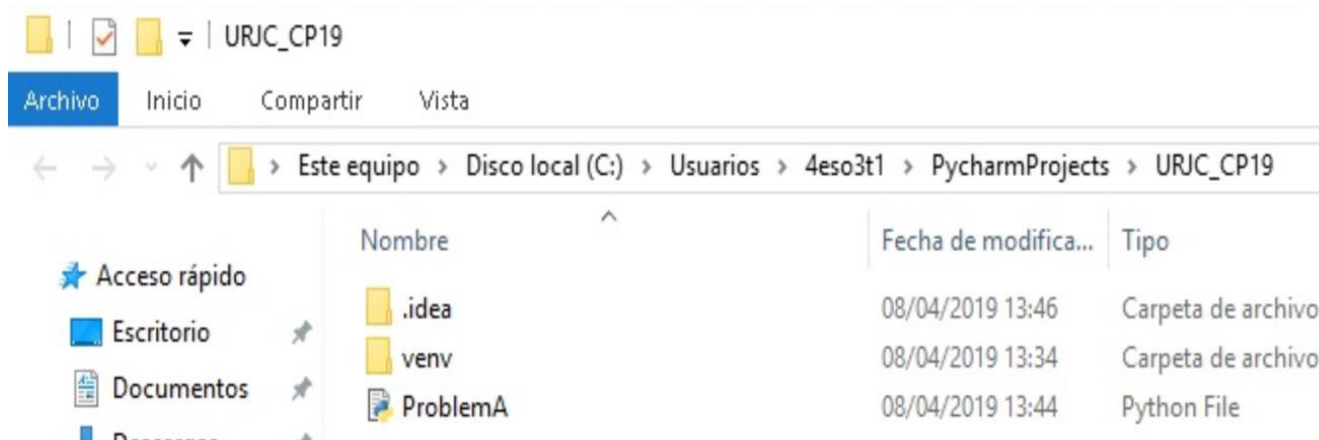 URJC_CP19
Archivo Inicio Compartir Vista
Este equipo > Disco local (C:) > Usuarios > 4eso3t1 > PycharmProjects > URJC_CP19
Nombre Fecha de modifica... Tipo
Acceso rápido
Escritorio
Documentos
.idea 08/04/2019 13:46 Carpeta de archivo
venv 08/04/2019 13:34 Carpeta de archivo
ProblemA 08/04/2019 13:44 Python File